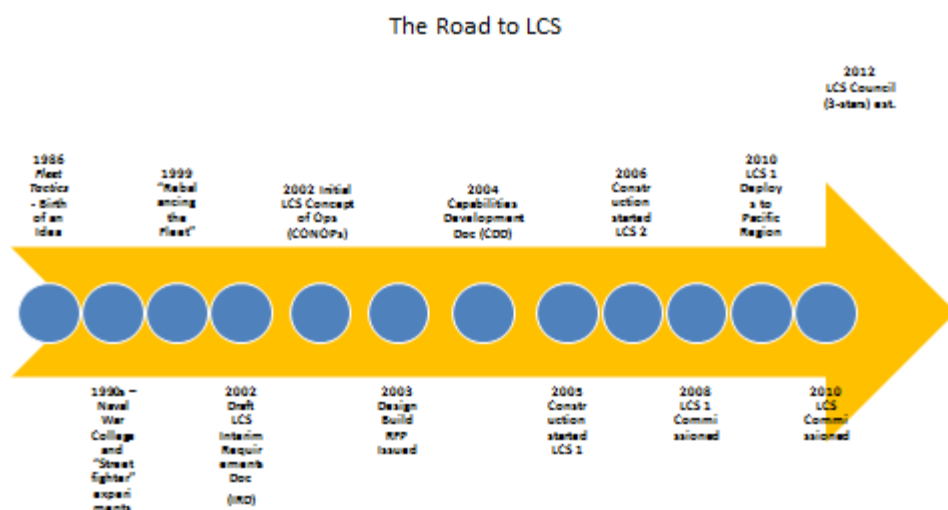 The Road to LCS
2012
LCS Council
(3-stars) est.
1986
Fleet
Tactics
- Birth
of an
Idea
1999
"Rebal
ancing
the
Fleet"
2002 Initial
LCS Concept
of Ops
(CONOPs)
2004
Capabilities
Development
Doc (CDD)
2006
Constr
uction
started
LCS 2
2010
LCS 1
Deploy
s to
Pacific
Region
1990s –
Naval
War
College
and
"Street
fighter"
experi
ments
2002
Draft
LCS
Interim
Requir
ements
Doc
(IRD)
2003
Design
Build
RFP
Issued
2005
Constr
uction
started
LCS 1
2008
LCS 1
Commi
ssioned
2010
LCS
Commi
ssioned